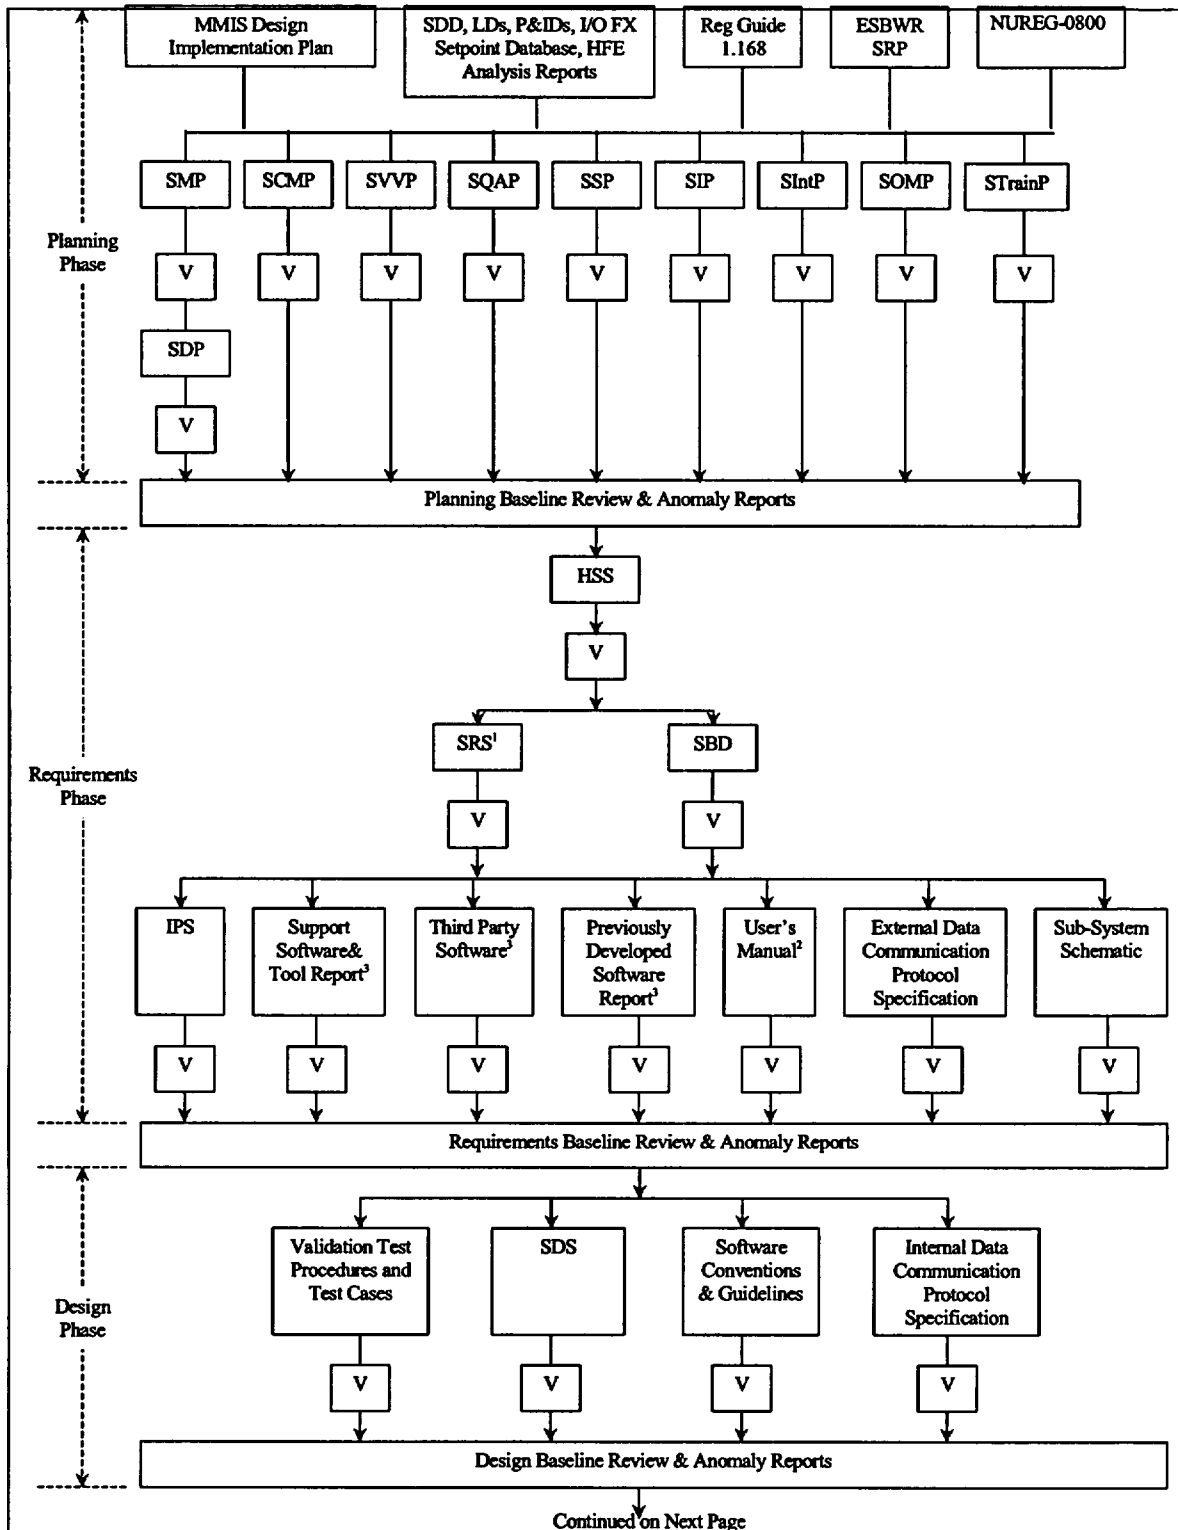 MMIS Design
Implementation Plan
SDD, LDs, P&IDs, I/O FX
Setpoint Database, HFE
Analysis Reports
Reg Guide
1.168
ESBWR
SRP
NUREG-0800
SMP
SCMP
SVVP
SQAP
SSP
SIP
SIntP
SOMP
STrainP
Planning
Phase
V
V
V
V
V
V
V
V
V
SDP
V
Planning Baseline Review & Anomaly Reports
HSS
V
SRS¹
SBD
Requirements
Phase
V
V
IPS
Support
Software&
Tool Report³
Third Party
Software³
Previously
Developed
Software
Report³
User's
Manual²
External Data
Communication
Protocol
Specification
Sub-System
Schematic
V
V
V
V
V
V
V
Requirements Baseline Review & Anomaly Reports
Design
Phase
Validation Test
Procedures and
Test Cases
SDS
Software
Conventions
& Guidelines
Internal Data
Communication
Protocol
Specification
V
V
V
V
Design Baseline Review & Anomaly Reports
Continued on Next Page